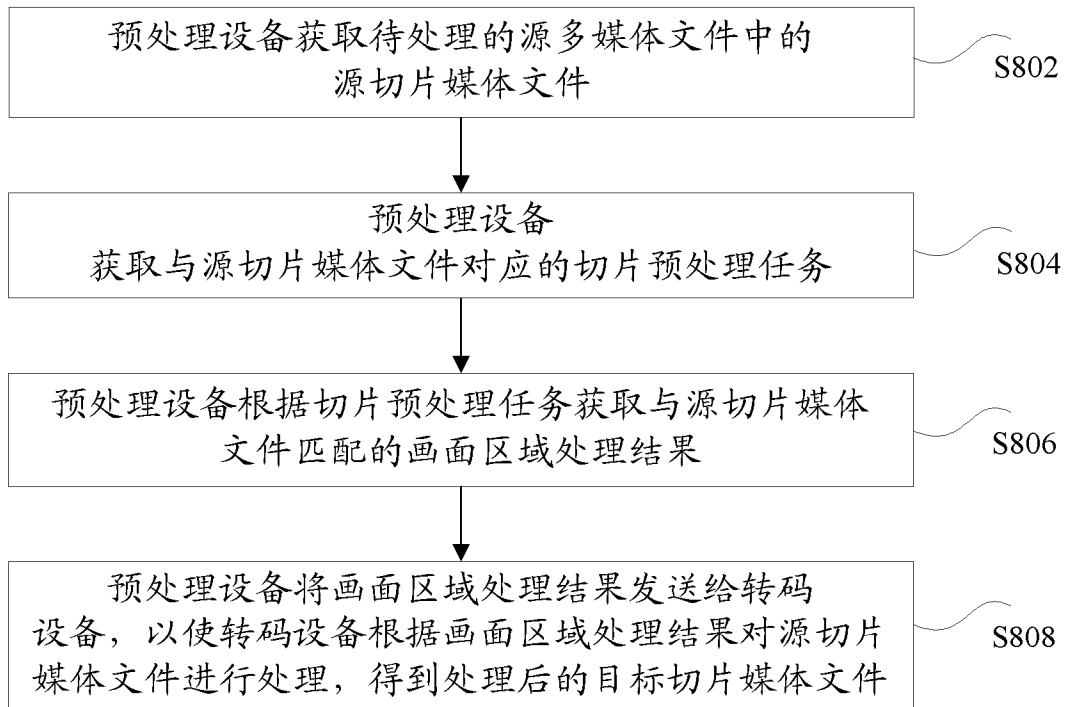 预处理设备获取待处理的源多媒体文件中的
源切片媒体文件
S802
预处理设备
获取与源切片媒体文件对应的切片预处理任务
S804
预处理设备根据切片预处理任务获取与源切片媒体
文件匹配的画面区域处理结果
S806
预处理设备将画面区域处理结果发送给转码
设备，以使转码设备根据画面区域处理结果对源切片
媒体文件进行处理，得到处理后的目标切片媒体文件
S808